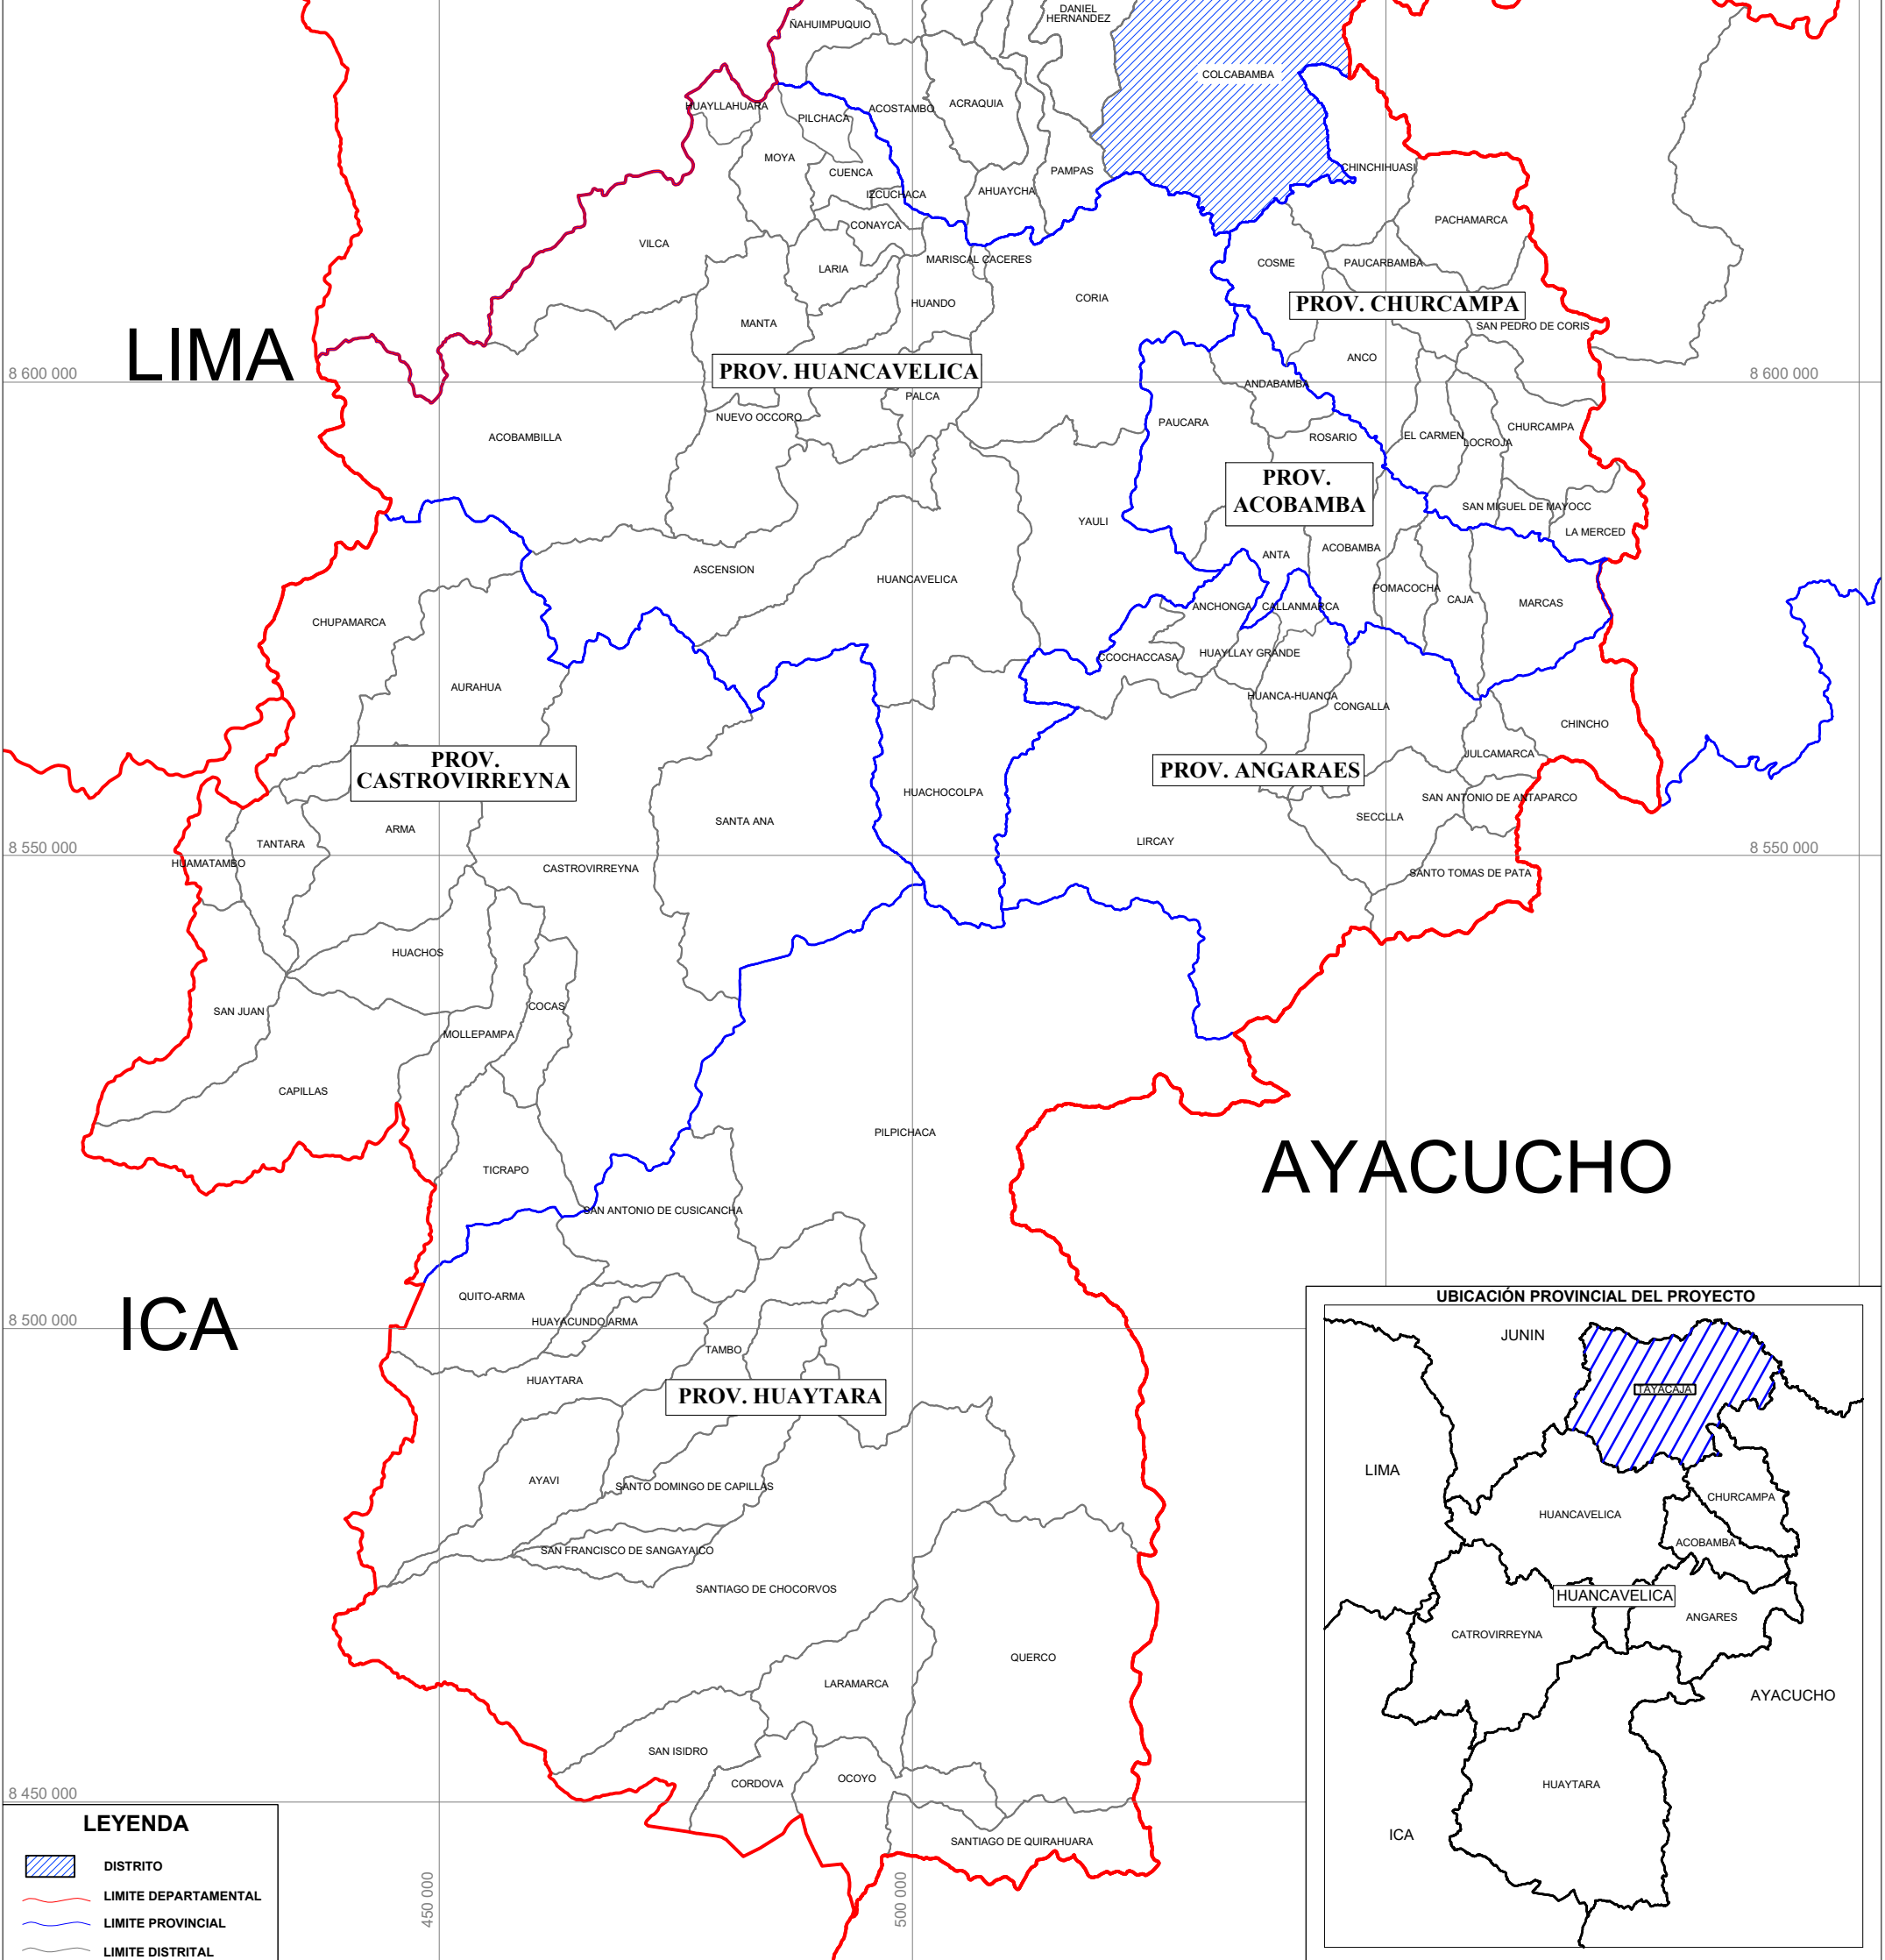 DANIEL
HERNANDEZ
ÑAHUIMPUQUIO
COLCABAMBA
HUAYLLAHUARA
PILCHACA
ACOSTAMBO
ACRAQUIA
MOYA
CUENCA
PAMPAS
CHINCHIHUASI
IZCUCHACA
AHUAYCHA
PACHAMARCA
CONAYCA
VILCA
LARIA
MARISCAL CACERES
COSME
PAUCARBAMBA
HUANDO
CORIA
PROV. CHURCAMPA
MANTA
SAN PEDRO DE CORIS
LIMA
ANCO
PROV. HUANCAVELICA
8 600 000
8 600 000
ANDABAMBA
PALCA
NUEVO OCCORO
PAUCARA
CHURCAMPA
ACOBAMBILLA
ROSARIO
EL CARMEN
LOCROJA
PROV.
ACOBAMBA
SAN MIGUEL DE MAYOCC
YAULI
LA MERCED
ACOBAMBA
ANTA
ASCENSION
HUANCAVELICA
POMACOCHA
CAJA
MARCAS
ANCHONGA
CALLANMARCA
CHUPAMARCA
CCOCHACCASA
HUAYLLAY GRANDE
AURAHUA
HUANCA-HUANCA
CONGALLA
CHINCHO
PROV.
CASTROVIRREYNA
JULCAMARCA
PROV. ANGARAES
HUACHOCOLPA
SAN ANTONIO DE ANTAPARCO
SANTA ANA
SECCLLA
ARMA
TANTARA
LIRCAY
8 550 000
8 550 000
HUAMATAMBO
CASTROVIRREYNA
SANTO TOMAS DE PATA
HUACHOS
COCAS
SAN JUAN
MOLLEPAMPA
CAPILLAS
PILPICHACA
AYACUCHO
TICRAPO
SAN ANTONIO DE CUSICANCHA
QUITO-ARMA
ICA
HUAYACUNDO ARMA
8 500 000
TAMBO
HUAYTARA
PROV. HUAYTARA
AYAVI
SANTO DOMINGO DE CAPILLAS
SAN FRANCISCO DE SANGAYAICO
SANTIAGO DE CHOCORVOS
QUERCO
LARAMARCA
SAN ISIDRO
OCOYO
CORDOVA
8 450 000
SANTIAGO DE QUIRAHUARA
450 000
500 000
LEYENDA
DISTRITO
LIMITE DEPARTAMENTAL
LIMITE PROVINCIAL
LIMITE DISTRITAL
UBICACIÓN PROVINCIAL DEL PROYECTO
JUNIN
TAYACAJA
LIMA
CHURCAMPA
HUANCAVELICA
ACOBAMBA
HUANCAVELICA
ANGARES
CATROVIRREYNA
AYACUCHO
HUAYTARA
ICA